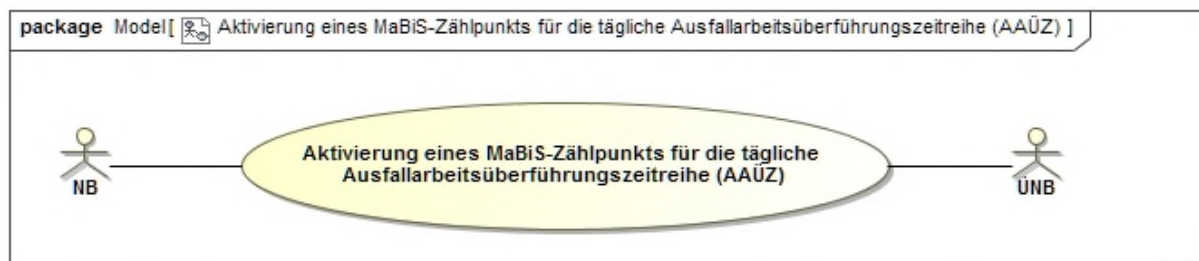 package Model[ Aktivierung eines MaBiS-Zählpunkts für die tägliche Ausfallarbeitsüberführungszeitreihe (AAÜZ) ]
Aktivierung eines MaBiS-Zählpunkts für die tägliche
Ausfallarbeitsüberführungszeitreihe (AAÜZ)
NB
ÜNB